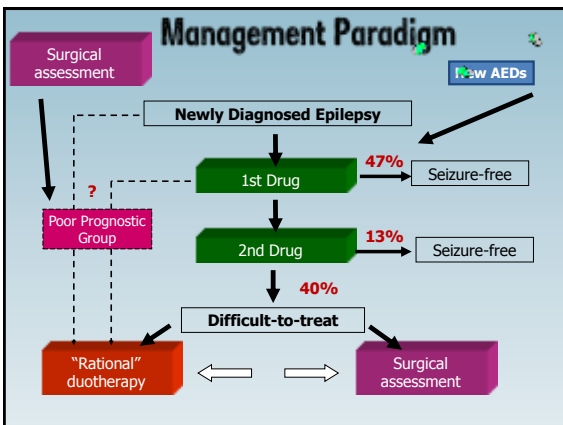 Management Paradigm
Surgical
assessment
New AEDs
Newly Diagnosed Epilepsy
47%
1st Drug
Seizure-free
?
Poor Prognostic
Group
13%
2nd Drug
Seizure-free
40%
Difficult-to-treat
“Rational”
duotherapy
Surgical
assessment